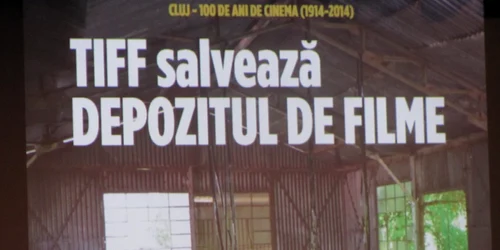 CLUJ - 100 DE ANI DE CINEMA (1914-2014)
TIFF salvează
DEPOZITUL DE FILME